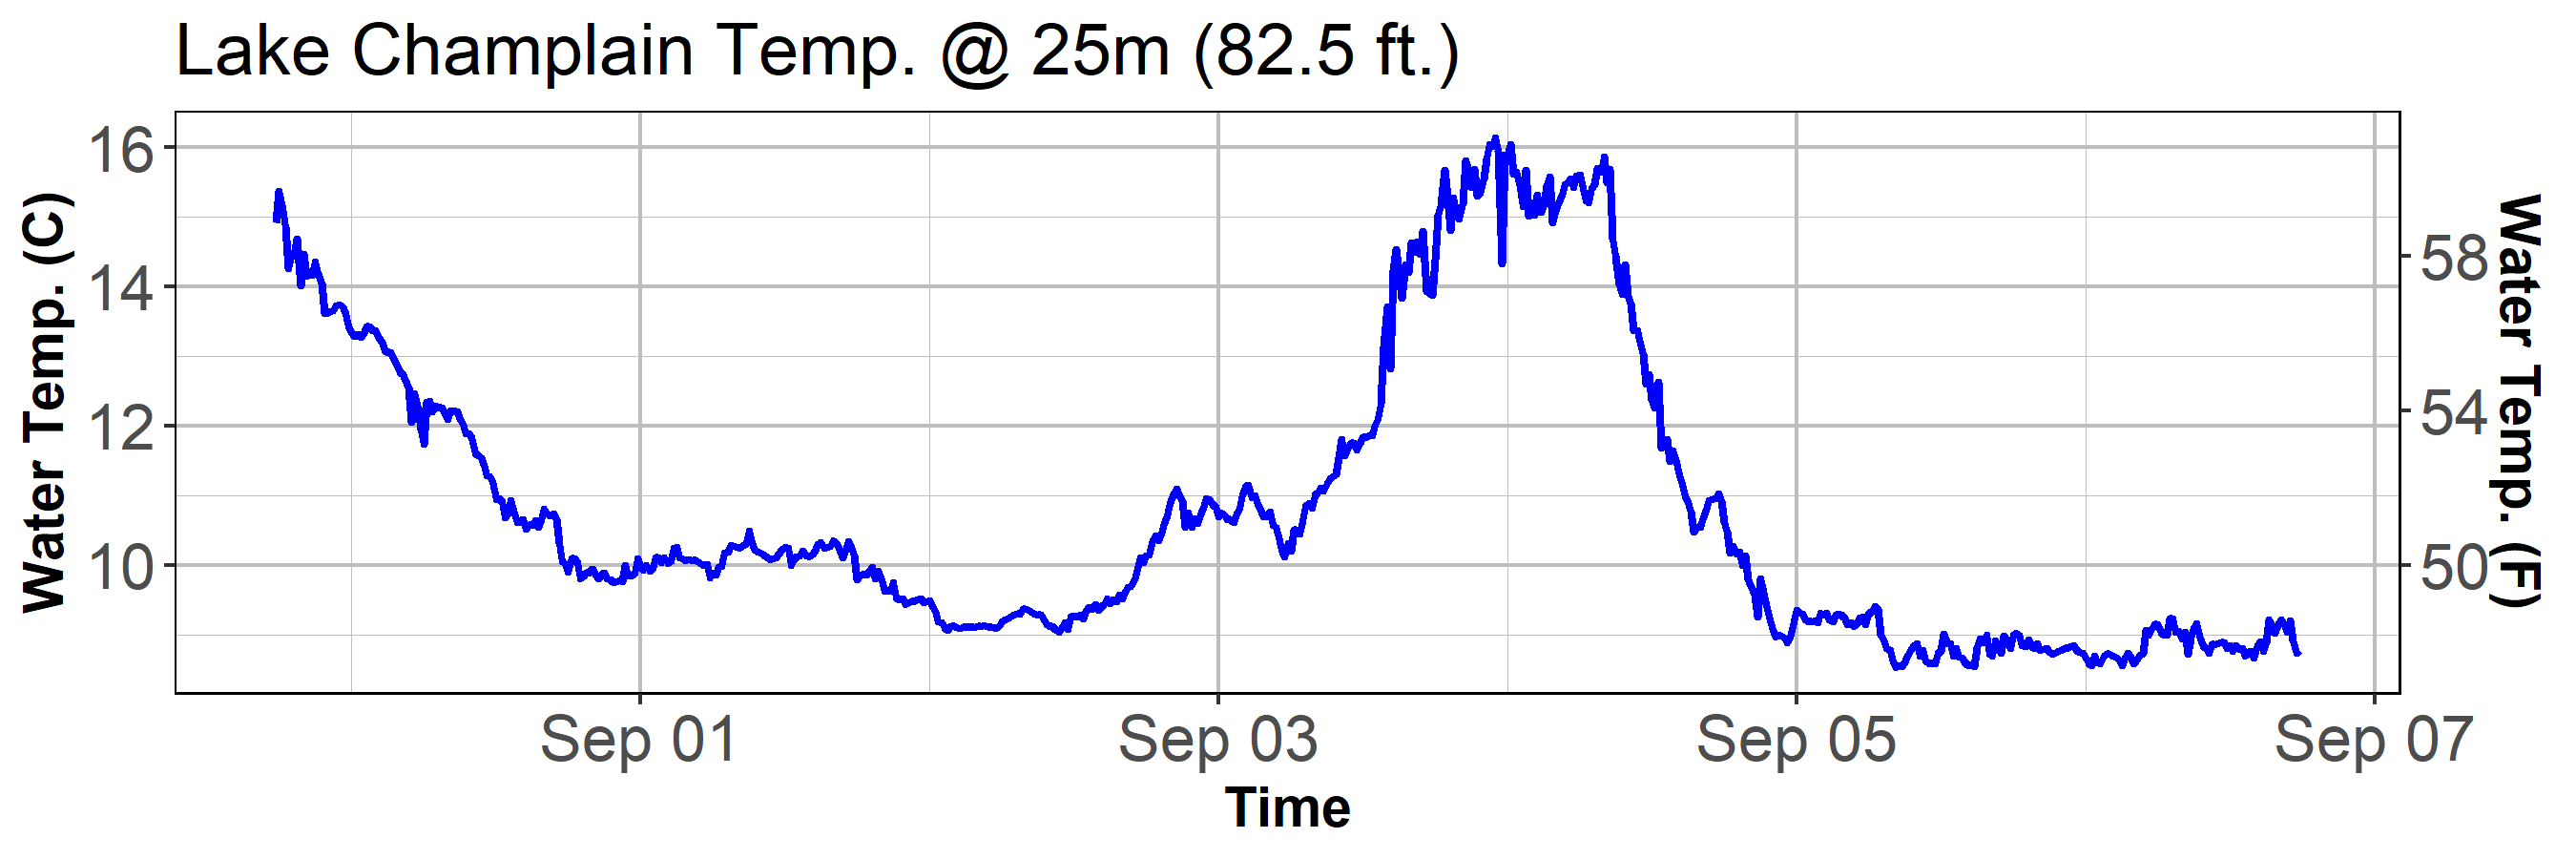 Lake Champlain Temp. @ 25m (82.5 ft.)
Water Temp. (C)
16
14
12
10
58
54
50
Water Temp. (F)
Sep 01 Sep 03 Sep 05 Sep 07
Time